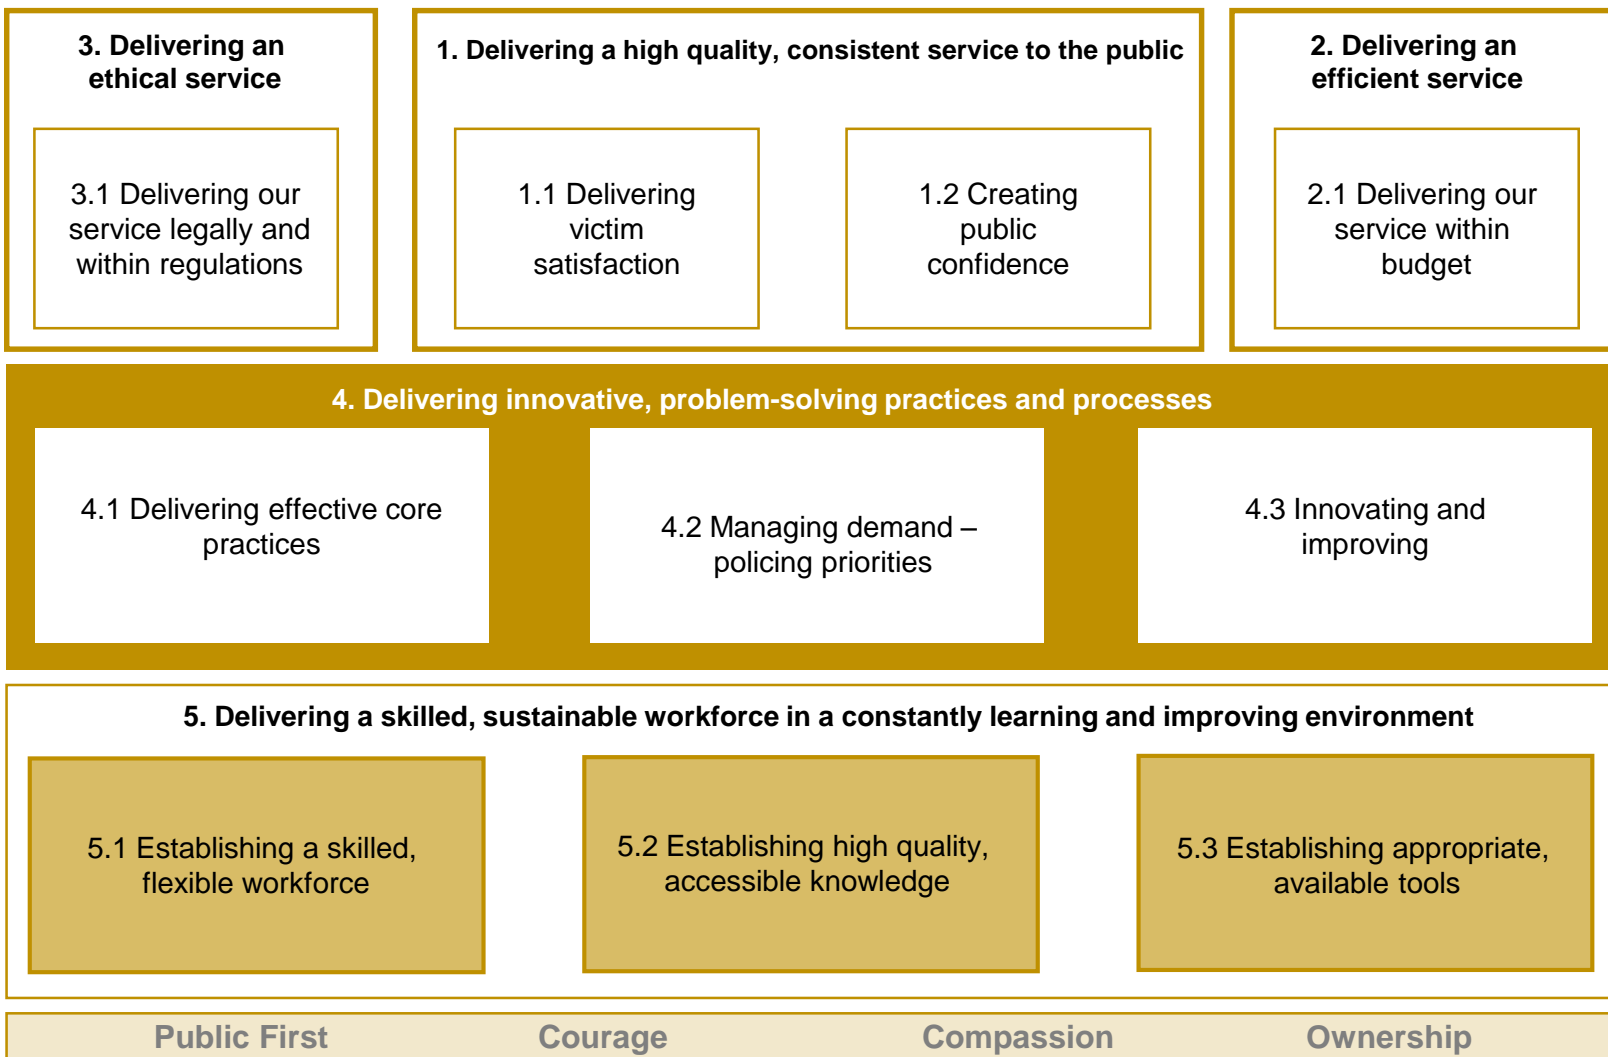 3. Delivering an
ethical service
3.1 Delivering our
service legally and
within regulations
1. Delivering a high quality, consistent service to the public
1.1 Delivering
victim
satisfaction
1.2 Creating
public
confidence
2. Delivering an
efficient service
2.1 Delivering our
service within
budget
4. Delivering innovative, problem-solving practices and processes
4.1 Delivering effective core
practices
4.2 Managing demand –
policing priorities
4.3 Innovating and
improving
5. Delivering a skilled, sustainable workforce in a constantly learning and improving environment
5.1 Establishing a skilled,
flexible workforce
5.2 Establishing high quality,
accessible knowledge
5.3 Establishing appropriate,
available tools
Public First Courage Compassion Ownership